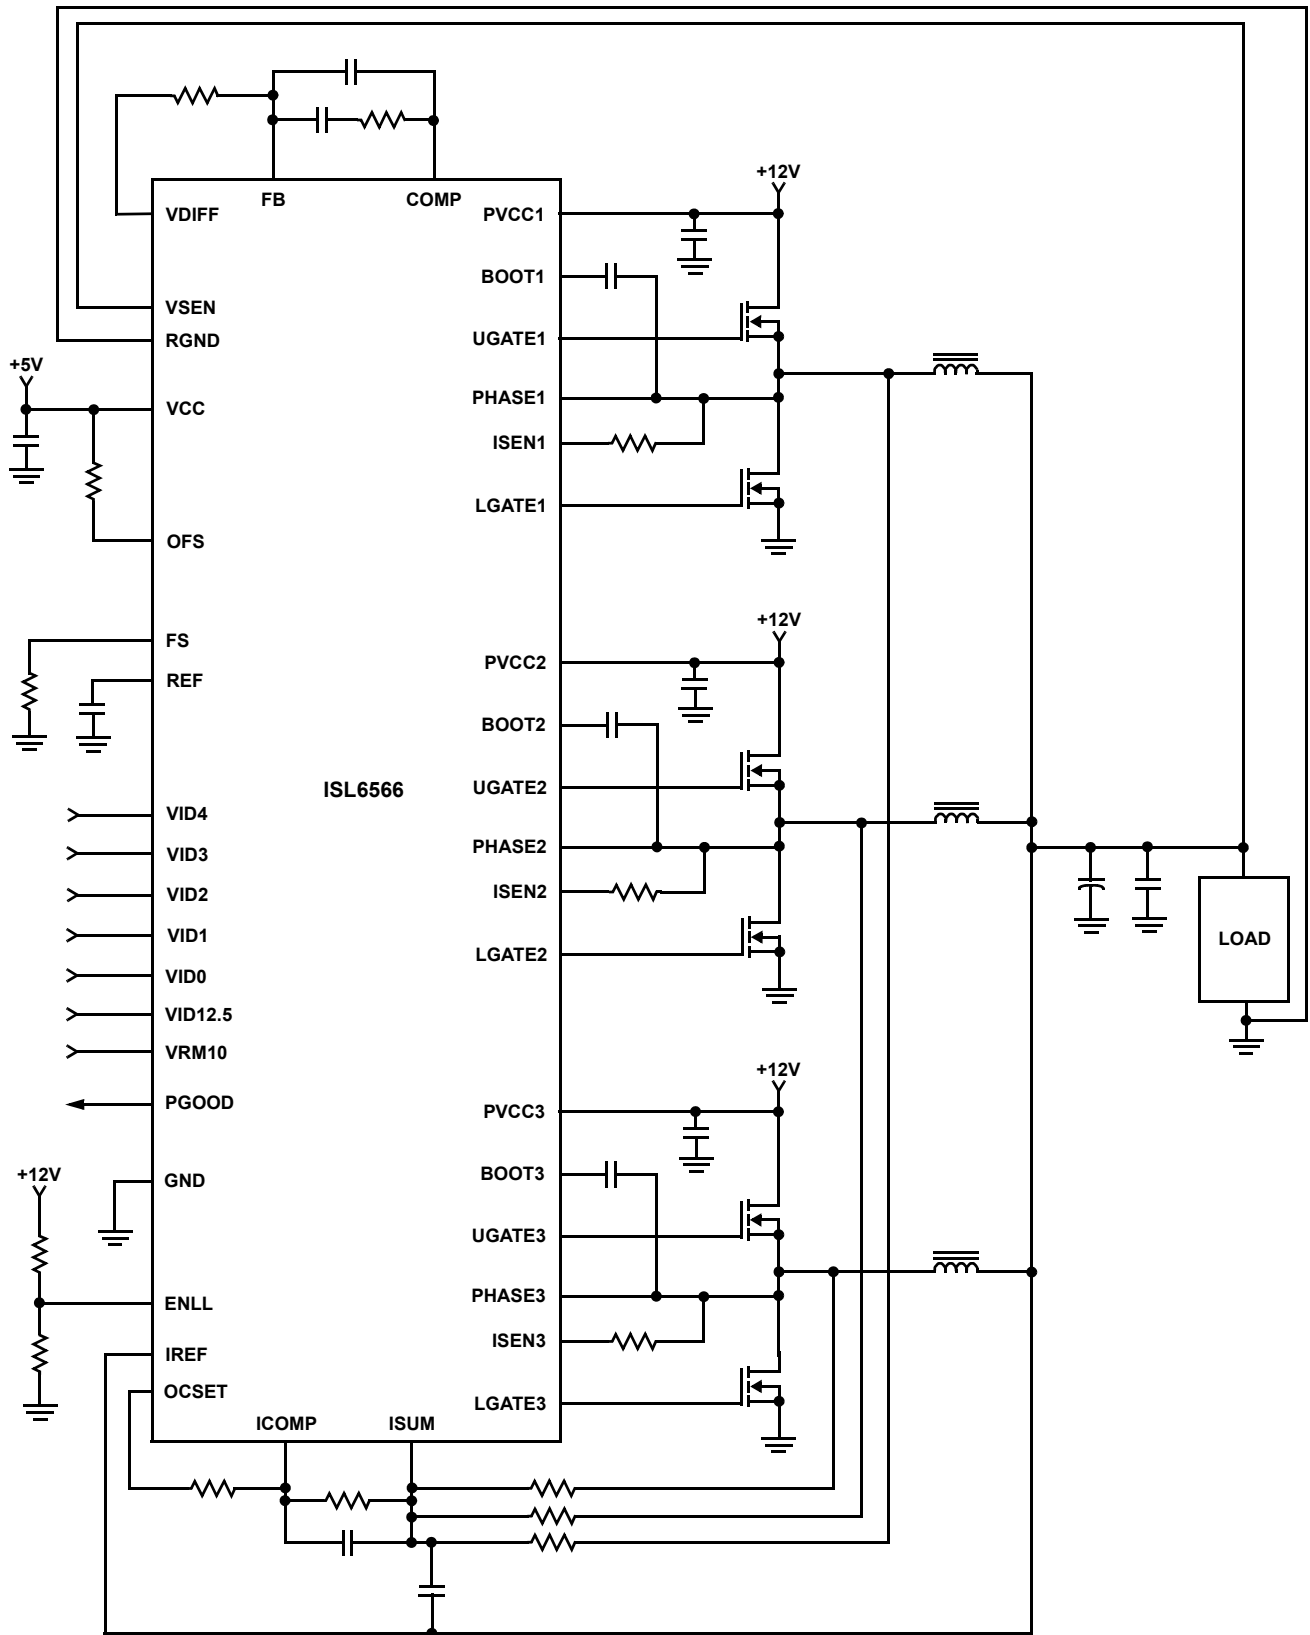 +12V
FB
COMP
VDIFF
PVCC1
BOOT1
VSEN
RGND
UGATE1
+5V
VCC
PHASE1
ISEN1
LGATE1
OFS
+12V
FS
PVCC2
REF
BOOT2
ISL6566
UGATE2
VID4
VID3
PHASE2
VID2
ISEN2
VID1
LGATE2
LOAD
VID0
VID12.5
VRM10
+12V
PGOOD
PVCC3
+12V
GND
BOOT3
UGATE3
ENLL
PHASE3
ISEN3
IREF
OCSET
LGATE3
ICOMP
ISUM